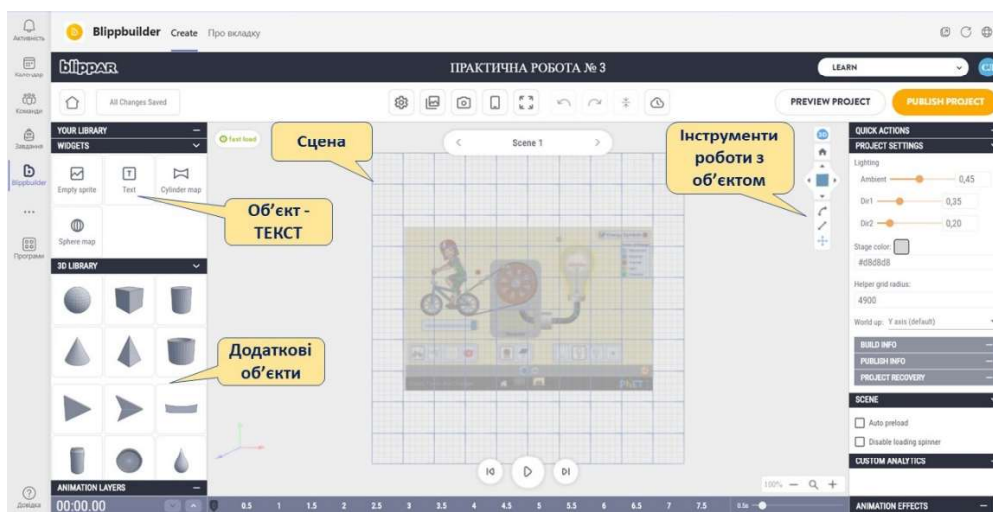 Активність
Календар
Команди
Завдання
Blippbuilder
Програми
Довідка
Blippbuilder Create Про вкладку
blippar
ПРАКТИЧНА РОБОТА № 3
LEARN
All Changes Saved
PREVIEW PROJECT
PUBLISH PROJECT
YOUR LIBRARY
WIDGETS
Empty sprite
Text
Cylinder map
Sphere map
3D LIBRARY
ANIMATION LAYERS
Fast load
Scene 1
Сцена
Об’єкт -
ТЕКСТ
Додаткові
об’єкти
Інструменти
роботи з
об’єктом
3D
PhET
100%
QUICK ACTIONS
PROJECT SETTINGS
Lighting
Ambient 0,45
Dir1 0,35
Dir2 0,20
Stage color:
#d8d8d8
Helper grid radius:
4900
World up: Y axis (default)
BUILD INFO
PUBLISH INFO
PROJECT RECOVERY
SCENE
Auto preload
Disable loading spinner
CUSTOM ANALYTICS
ANIMATION EFFECTS
00:00.00
0.5 1 1.5 2 2.5 3 3.5 4 4.5 5 5.5 6 6.5 7 7.5 0.5s